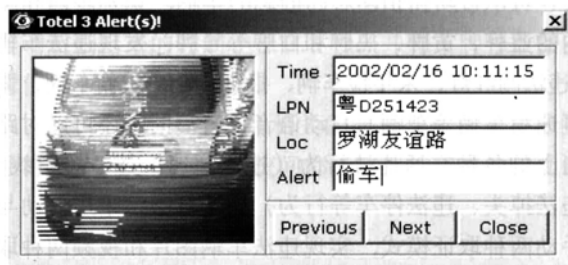 Totel 3 Alert(s)!
Time 2002/02/16 10:11:15
LPN 粤D251423
Loc 罗湖友谊路
Alert 偷车
Previous Next Close